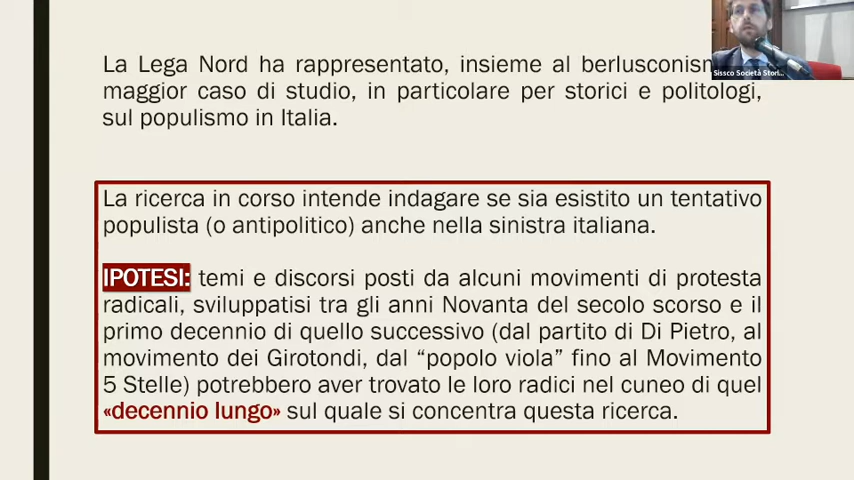 La Lega Nord ha rappresentato, insieme al
maggior caso di studio, in particolare per storici e politologi,
sul populismo in Italia.
La ricerca in corso intende indagare se sia esistito un tentativo
populista (o antipolitico) anche nella sinistra italiana.
IPOTESI: temi e discorsi posti da alcuni movimenti di protesta
radicali, sviluppatisi tra gli anni Novanta del secolo scorso e il
primo decennio di quello successivo (dal partito di Di Pietro, al
movimento dei Girotondi, dal “popolo viola” fino al Movimento
5 Stelle) potrebbero aver trovato le loro radici nel cuneo di quel
«decennio lungo» sul quale si concentra questa ricerca.
Sissco Società Stori...